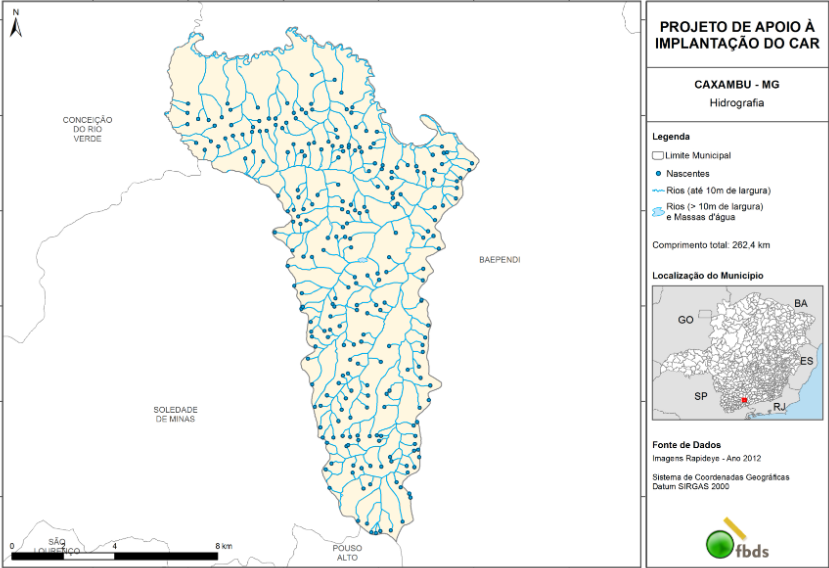 N
CONCEIÇÃO
DO RIO
VERDE
BAEPENDI
SOLEDADE
DE MINAS
SÃO
LOURENÇO
POUSO
ALTO
0 2 4 8 km
PROJETO DE APOIO À
IMPLANTAÇÃO DO CAR
CAXAMBU - MG
Hidrografia
Legenda
Limite Municipal
Nascentes
Rios (até 10m de largura)
Rios (> 10m de largura)
e Massas d'água
Comprimento total: 262,4 km
Localização do Município
GO
BA
ES
SP
RJ
Fonte de Dados
Imagens Rapideye - Ano 2012
Sistema de Coordenadas Geográficas
Datum SIRGAS 2000
fbds